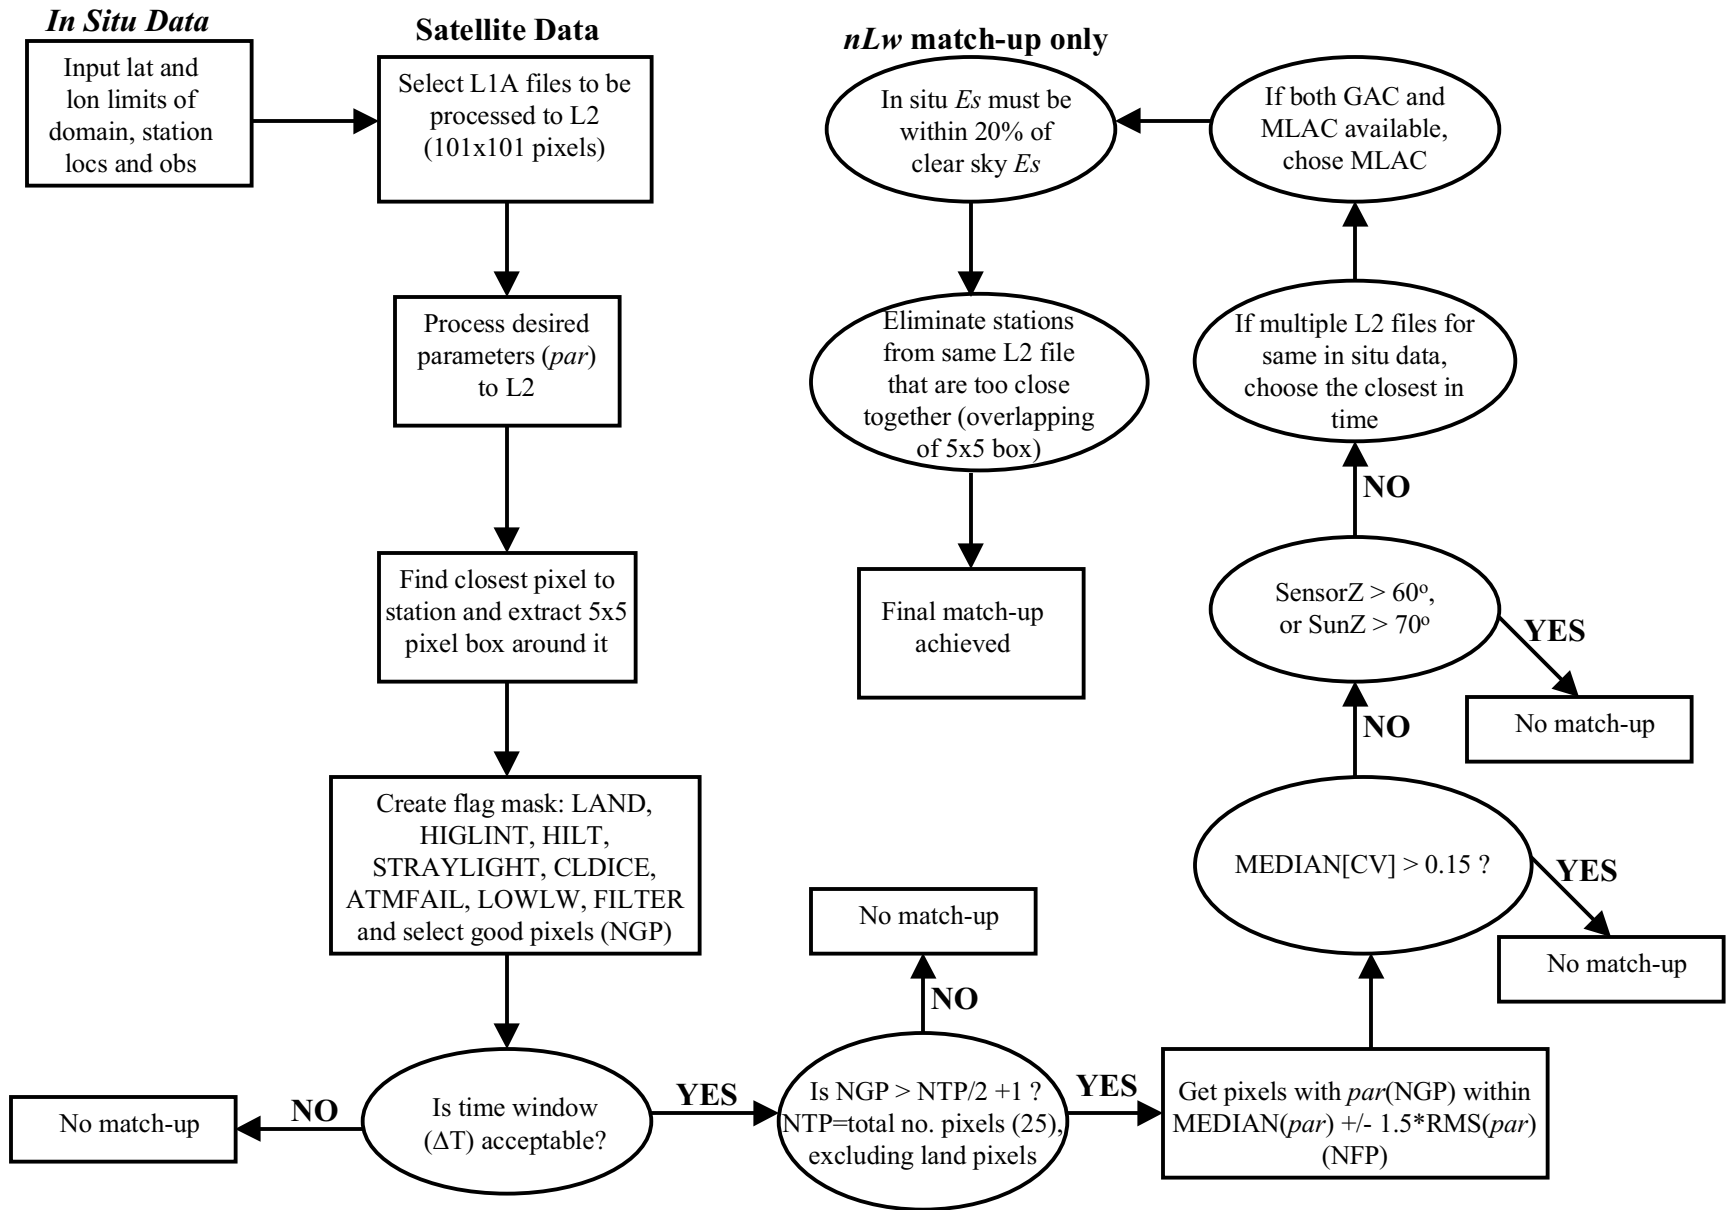 In Situ Data
Input lat and
lon limits of
domain, station
locs and obs
Satellite Data
Select L1A files to be
processed to L2
(101x101 pixels)
Process desired
parameters (par)
to L2
Find closest pixel to
station and extract 5x5
pixel box around it
Create flag mask: LAND,
HIGLINT, HILT,
STRAYLIGHT, CLDICE,
ATMFAIL, LOWLW, FILTER
and select good pixels (NGP)
Is time window
(ΔT) acceptable?
NO
No match-up
YES
Is NGP > NTP/2 +1 ?
NTP=total no. pixels (25),
excluding land pixels
NO
No match-up
YES
Get pixels with par(NGP) within
MEDIAN(par) +/- 1.5*RMS(par)
(NFP)
MEDIAN[CV] > 0.15 ?
YES
No match-up
NO
SensorZ > 60º,
or SunZ > 70º
YES
No match-up
NO
If multiple L2 files for
same in situ data,
choose the closest in
time
If both GAC and
MLAC available,
chose MLAC
nLw match-up only
In situ Es must be
within 20% of
clear sky Es
Eliminate stations
from same L2 file
that are too close
together (overlapping
of 5x5 box)
Final match-up
achieved